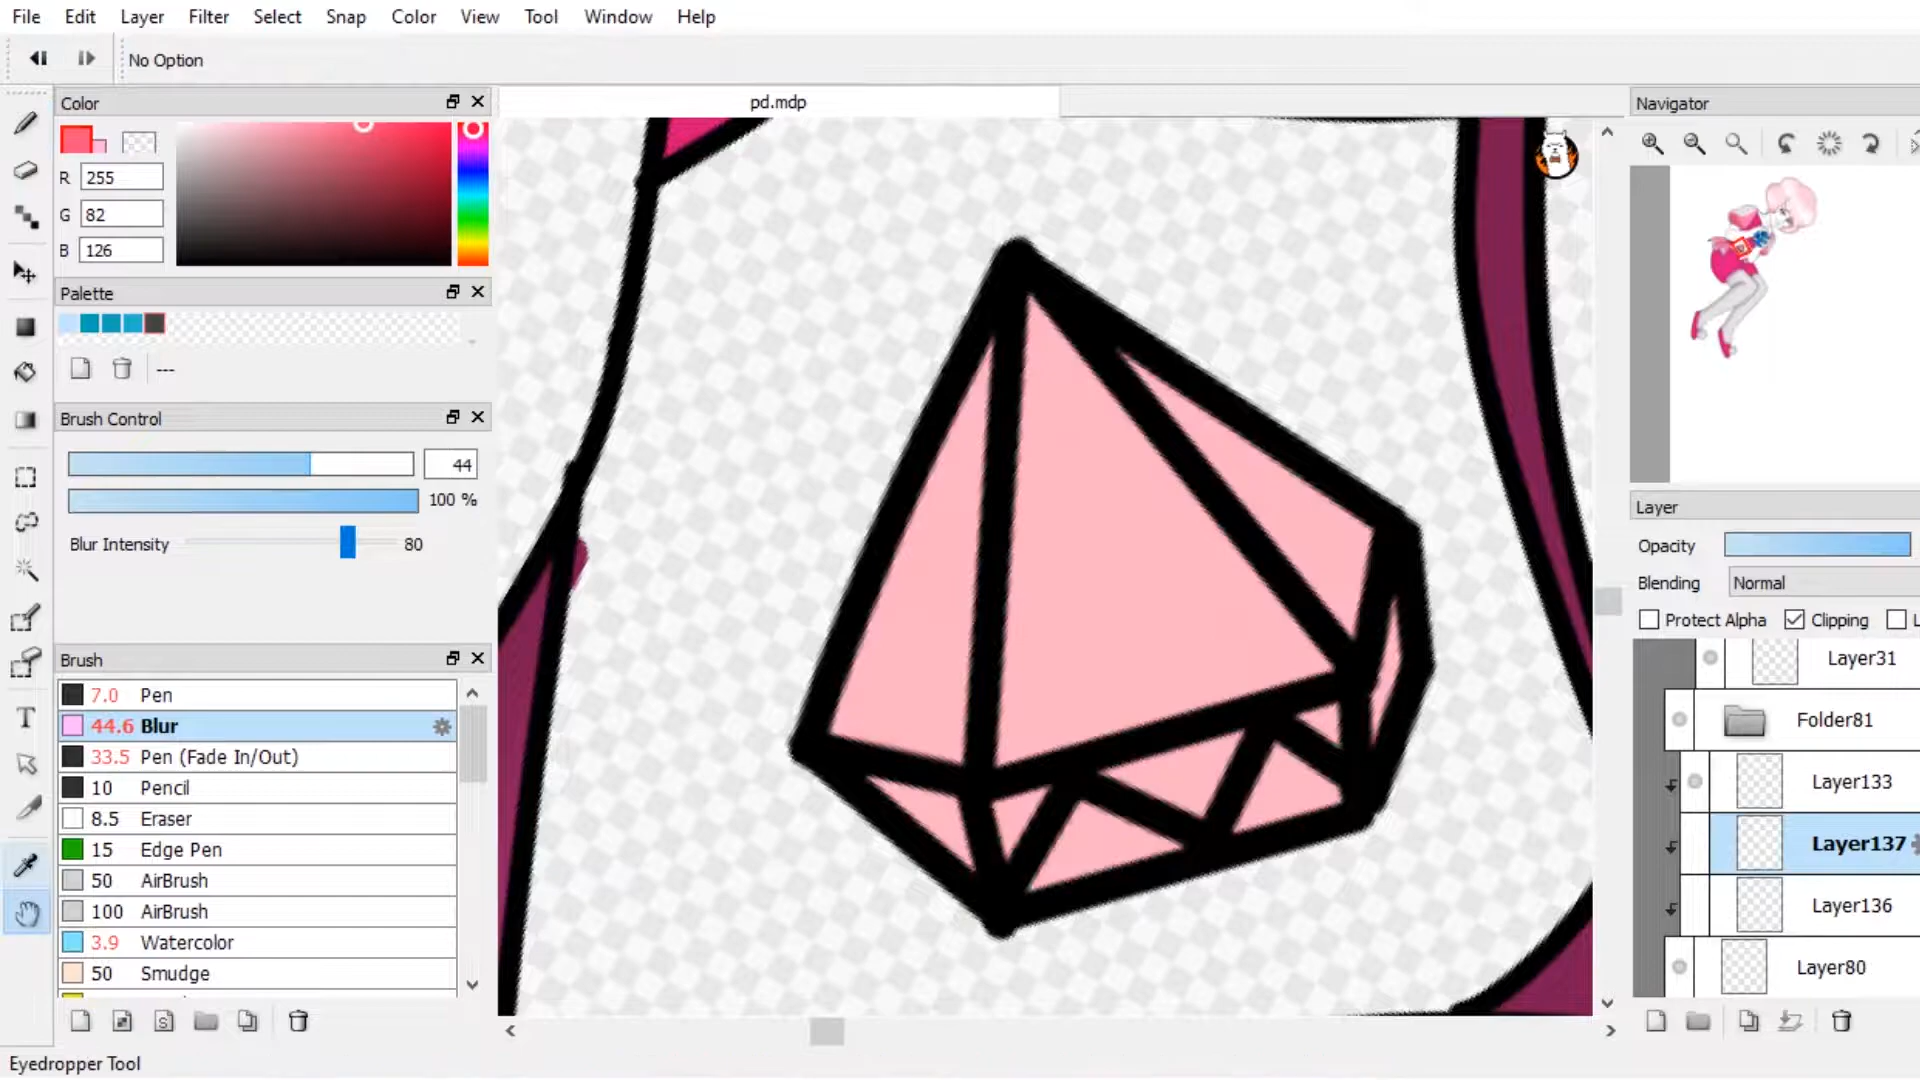 File Edit Layer Filter Select Snap Color View Tool Window Help
No Option
Color
R 255
G 82
B 126
Palette
---
Brush Control
44
100 %
Blur Intensity 80
Brush
7.0 Pen
44.6 Blur
33.5 Pen (Fade In/Out)
10 Pencil
8.5 Eraser
15 Edge Pen
50 AirBrush
100 AirBrush
3.9 Watercolor
50 Smudge
Eyedropper Tool
pd.mdp
Navigator
Layer
Opacity
Blending Normal
Protect Alpha Clipping L
Layer31
Folder81
Layer133
Layer137
Layer136
Layer80